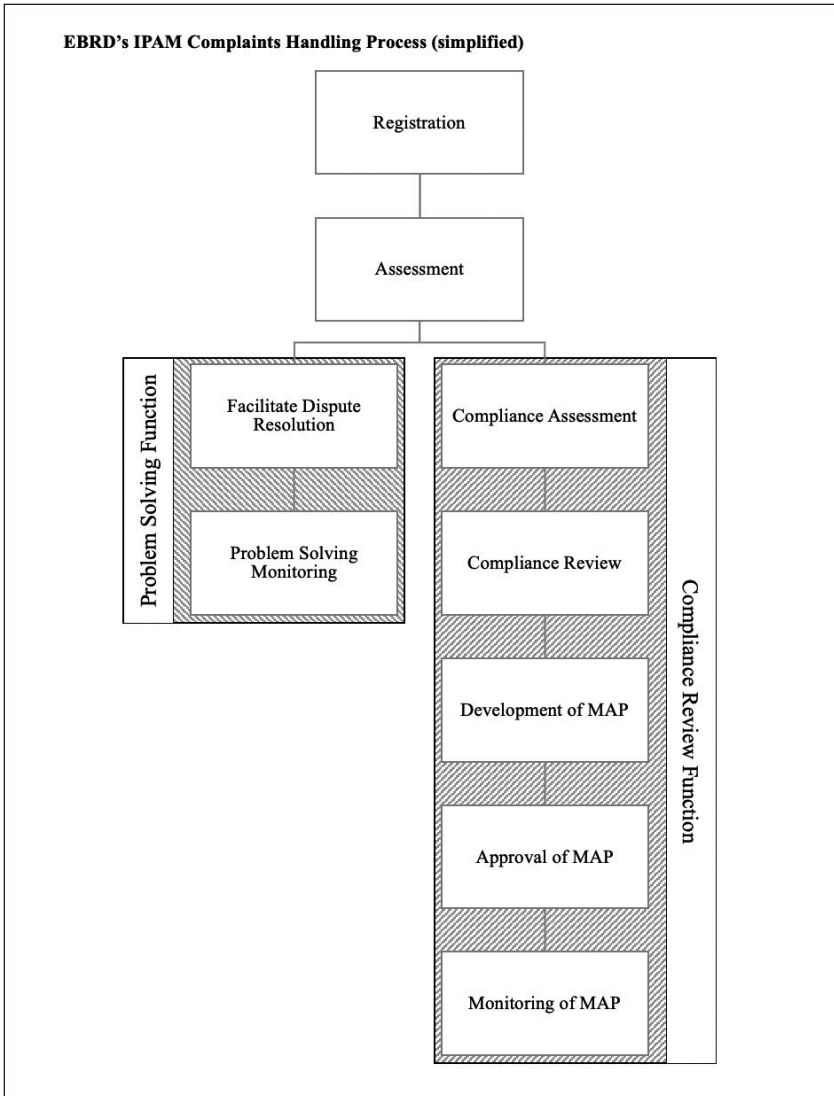 EBRD’s IPAM Complaints Handling Process (simplified)
Registration
Assessment
Problem Solving Function
Facilitate Dispute
Resolution
Problem Solving
Monitoring
Compliance Assessment
Compliance Review
Development of MAP
Approval of MAP
Monitoring of MAP
Compliance Review Function